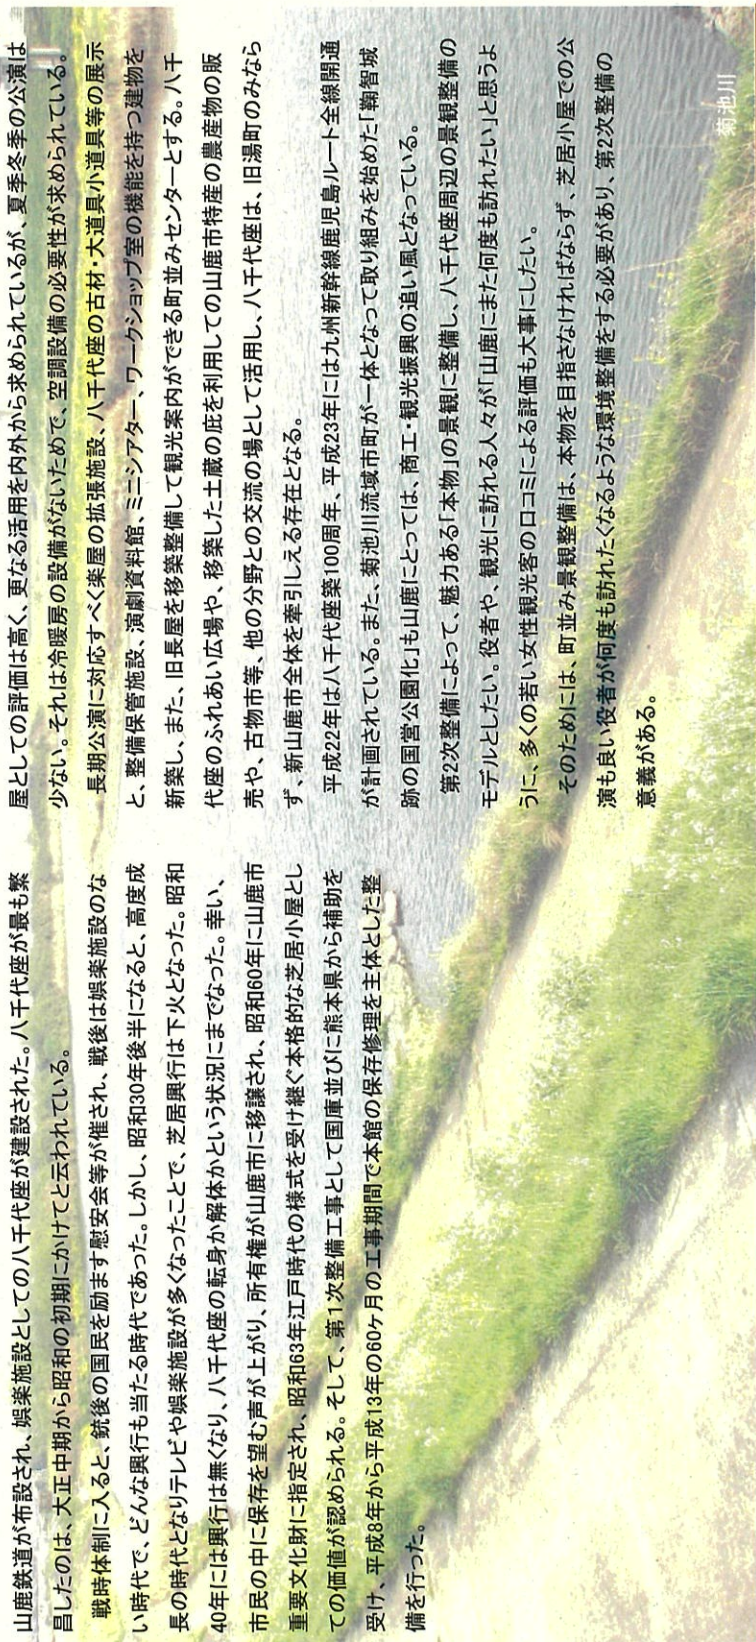 山鹿鉄道が布設され、娯楽施設としての八千代座が建設された。八千代座が最も繁
昌したのは、大正中期から昭和の初期にかけてと云われている。
戦時体制に入ると、銃後の国民を励ます慰安会等が催され、戦後は娯楽施設のな
い時代で、どんな興行も当たる時代であった。しかし、昭和30年後半になると、高度成
長の時代となりテレビや娯楽施設が多くなったことで、芝居興行は下火となった。昭和
40年には興行は無くなり、八千代座の転身か解体かという状況にまでなった。幸い、
市民の中に保存を望む声が上がり、所有権が山鹿市に移譲され、昭和60年に山鹿市
重要文化財に指定され、昭和63年江戸時代の様式を受け継ぐ本格的な芝居小屋とし
ての価値が認められる。そして、第1次整備工事として国庫並びに熊本県から補助を
受け、平成8年から平成13年の60ヶ月の工事期間で本館の保存修理を主体とした整
備を行った。
屋としての評価は高く、更なる活用を内外から求められているが、夏季冬季の公演は
少ない。それは冷暖房の設備がないためで、空調設備の必要性が求められている。
長期公演に対応すべく楽屋の拡張施設、八千代座の古材・大道具小道具等の展示
と、整備保管施設、演劇資料館、ミニシアター、ワークショップ室の機能を持つ建物を
新築し、また、旧長屋を移築整備して観光案内ができる町並みセンターとする。八千
代座のふれあい広場や、移築した土蔵の庇を利用しての山鹿市特産の農産物の販
売や、古物市等、他の分野との交流の場として活用し、八千代座は、旧湯町のみなら
ず、新山鹿市全体を牽引しえる存在となる。
平成22年は八千代座築100周年、平成23年には九州新幹線鹿児島ルート全線開通
が計画されている。また、菊池川流域市町が一体となって取り組みを始めた「鞠智城
跡の国営公園化」も山鹿にとっては、商工・観光振興の追い風となっている。
第2次整備によって、魅力ある「本物」の景観に整備し、八千代座周辺の景観整備の
モデルとしたい。役者や、観光に訪れる人々が「山鹿にまた何度も訪れたい」と思うよ
うに、多くの若い女性観光客の口コミによる評価も大事にしたい。
そのためには、町並み景観整備は、本物を目指さなければならず、芝居小屋での公
演も良い役者が何度も訪れたくなるような環境整備をする必要があり、第2次整備の
意義がある。
菊池川